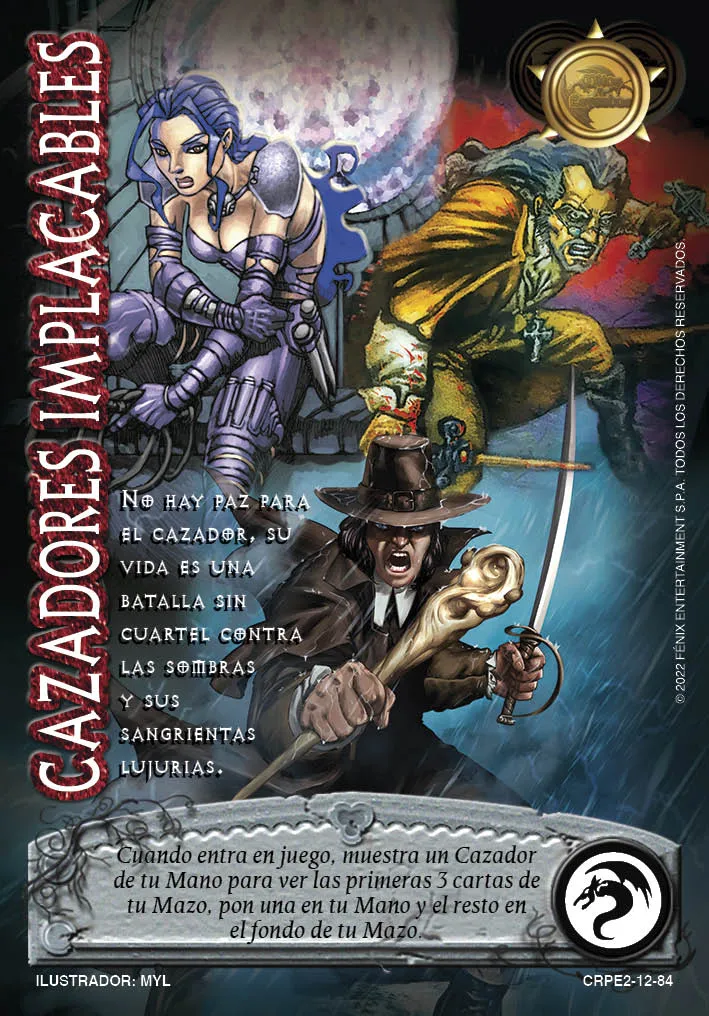 CAZADORES IMPLACABLES
No hay paz para
el cazador, su
vida es una
batalla sin
cuartel contra
las sombras
y sus
sangrientas
lujurias.
© 2022 FÉNIX ENTERTAINMENT S.P.A. TODOS LOS DERECHOS RESERVADOS.
Cuando entra en juego, muestra un Cazador
de tu Mano para ver las primeras 3 cartas de
tu Mazo, pon una en tu Mano y el resto en
el fondo de tu Mazo.
ILUSTRADOR: MYL
CRPE2-12-84